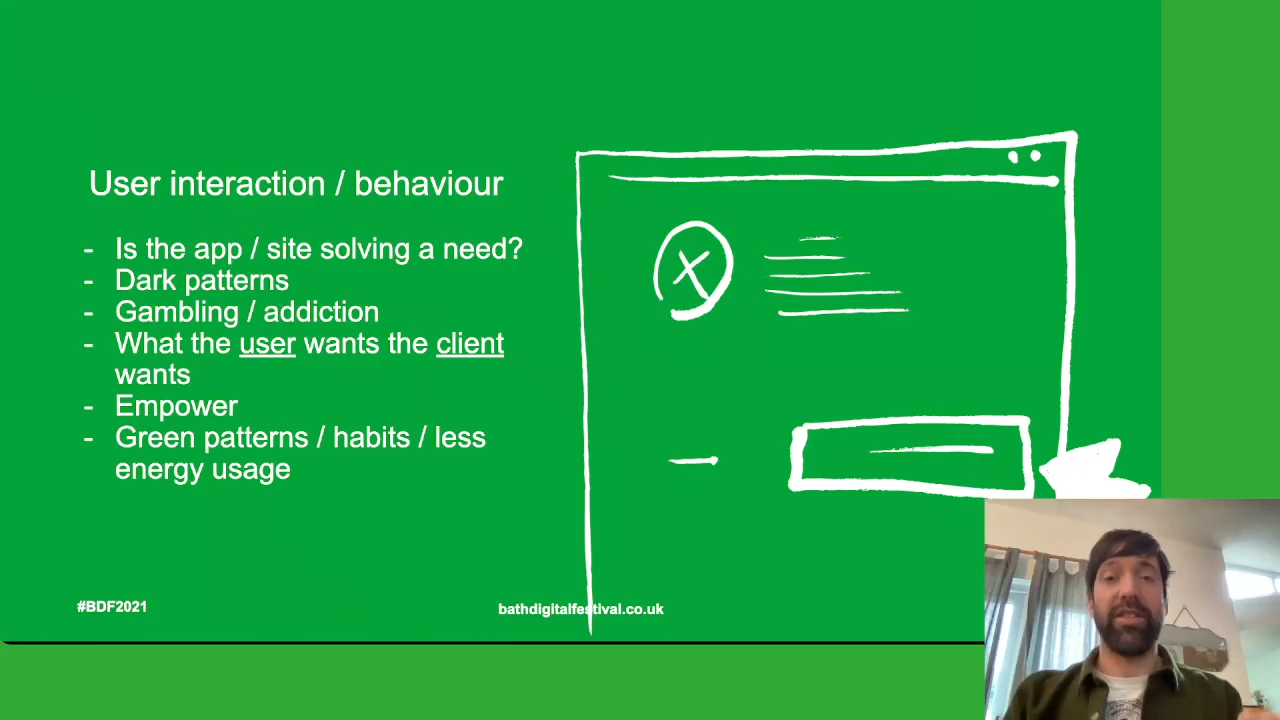 User interaction / behaviour
- Is the app / site solving a need?
- Dark patterns
- Gambling / addiction
- What the user wants the client
wants
- Empower
- Green patterns / habits / less
energy usage
#BDF2021
bathdigitalfestival.co.uk